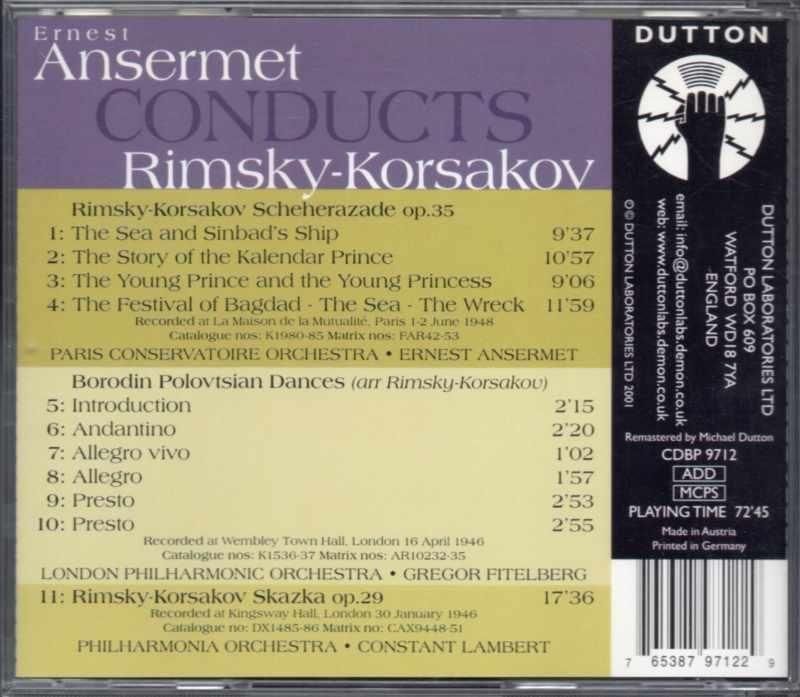 Ernest
Ansermet
CONDUCTS
Rimsky-Korsakov
Rimsky-Korsakov Scheherazade op.35
1: The Sea and Sinbad's Ship 9'37
2: The Story of the Kalendar Prince 10'57
3: The Young Prince and the Young Princess 9'06
4: The Festival of Bagdad - The Sea - The Wreck 11'59
Recorded at La Maison de la Mutualité, Paris 1-2 June 1948
Catalogue nos: K1980-85 Matrix nos: FAR42-53
PARIS CONSERVATOIRE ORCHESTRA • ERNEST ANSERMET
Borodin Polovtsian Dances (arr Rimsky-Korsakov)
5: Introduction 2'15
6: Andantino 2'20
7: Allegro vivo 1'02
8: Allegro 1'57
9: Presto 2'53
10: Presto 2'55
Recorded at Wembley Town Hall, London 16 April 1946
Catalogue nos: K1536-37 Matrix nos: AR10232-35
LONDON PHILHARMONIC ORCHESTRA • GREGOR FITELBERG
11: Rimsky-Korsakov Skazka op.29 17'36
Recorded at Kingsway Hall, London 30 January 1946
Catalogue no: DX1485-86 Matrix no: CAX9448-51
PHILHARMONIA ORCHESTRA • CONSTANT LAMBERT
DUTTON
DUTTON LABORATORIES LTD
PO BOX 609
WATFORD WD18 7YA
ENGLAND
email: info@duttonlabs.demon.co.uk
web: www.duttonlabs.demon.co.uk
℗© DUTTON LABORATORIES LTD 2001
Remastered by Michael Dutton
CDBP 9712
ADD
MCPS
PLAYING TIME 72'45
Made in Austria
Printed in Germany
7 65387 97122 9